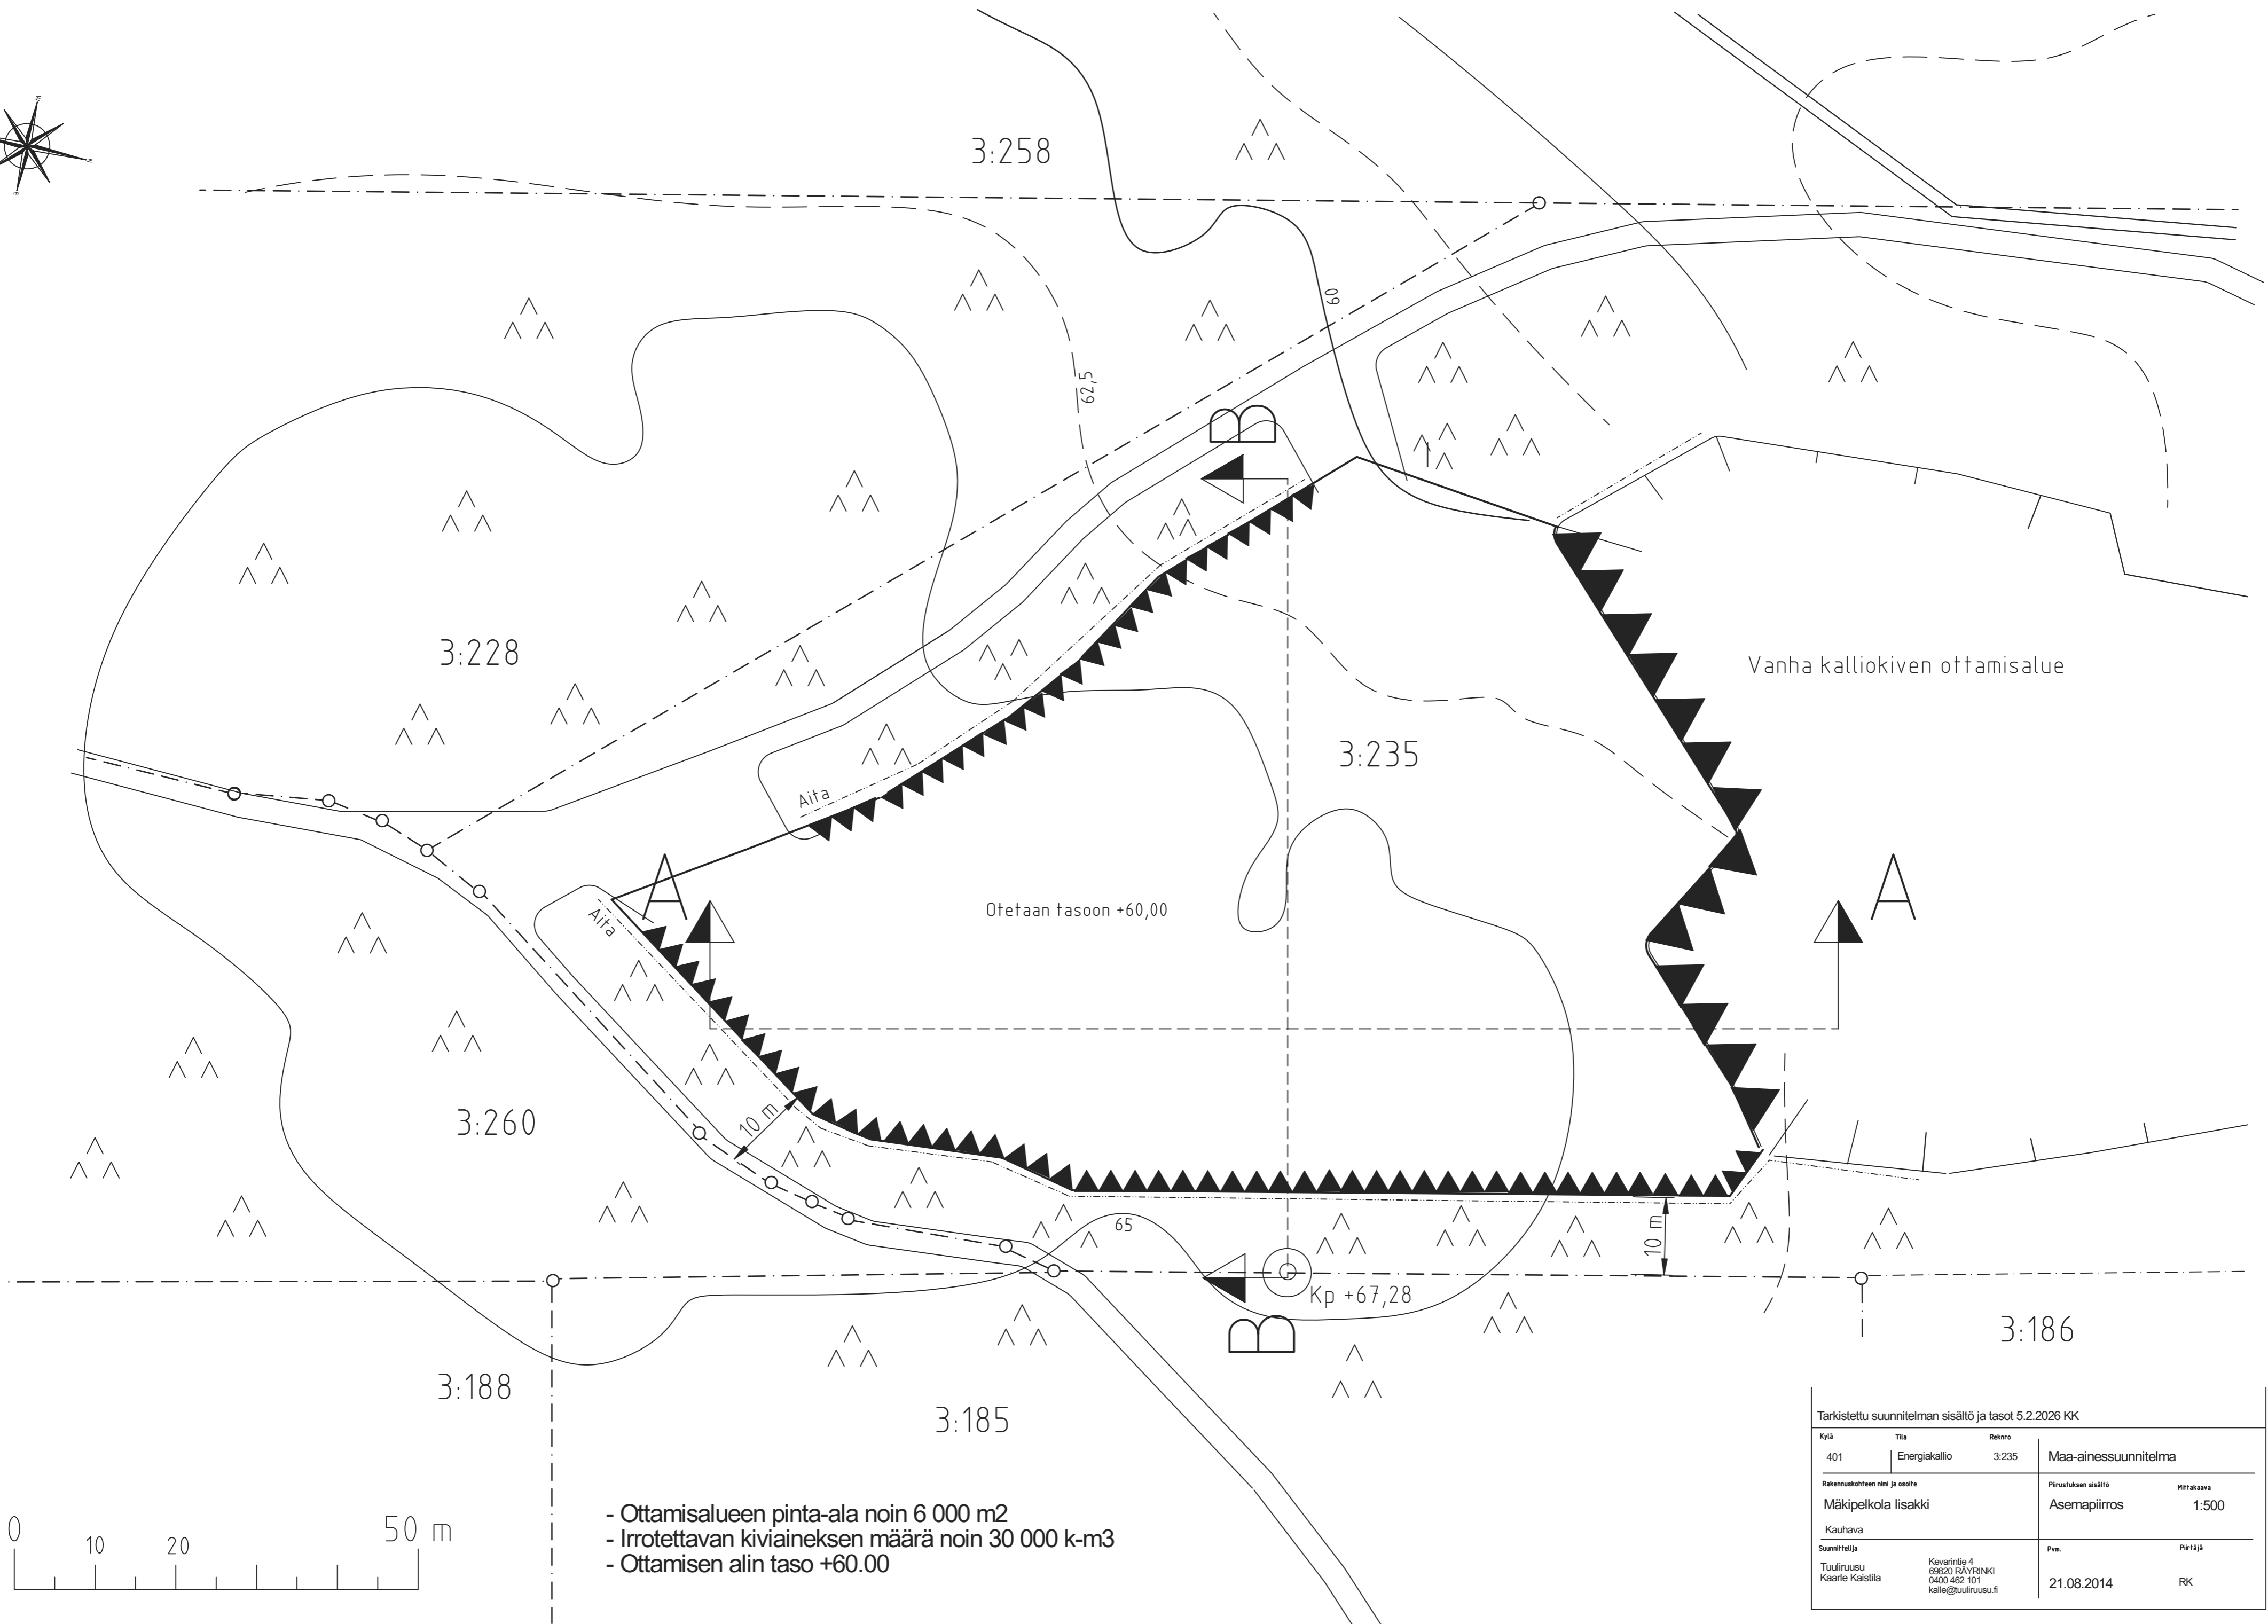 3:258
60
62,5
B
3:228
Vanha kalliokiven ottamisalue
3:235
Aita
A
A
Aita
Otetaan tasoon +60,00
3:260
10 m
65
10 m
Kp +67,28
B
3:186
3:188
3:185
0
10
20
50 m
- Ottamisalueen pinta-ala noin 6 000 m2
- Irrotettavan kiviaineksen määrä noin 30 000 k-m3
- Ottamisen alin taso +60.00
Tarkistettu suunnitelman sisältö ja tasot 5.2.2026 KK
Kylä Tila Reknro
401 Energiakallio 3:235 Maa-ainessuunnitelma
Rakennuskohteen nimi ja osoite Piirustuksen sisältö Mittakaava
Mäkipelkola Iisakki Asemapiirros 1:500
Kauhava
Suunnittelija Pvm. Piirtäjä
Tuuliruusu
Kaarle Kaistila
Kevarintie 4
69820 RÄYRINKI
0400 462 101
kalle@tuuliruusu.fi
21.08.2014 RK